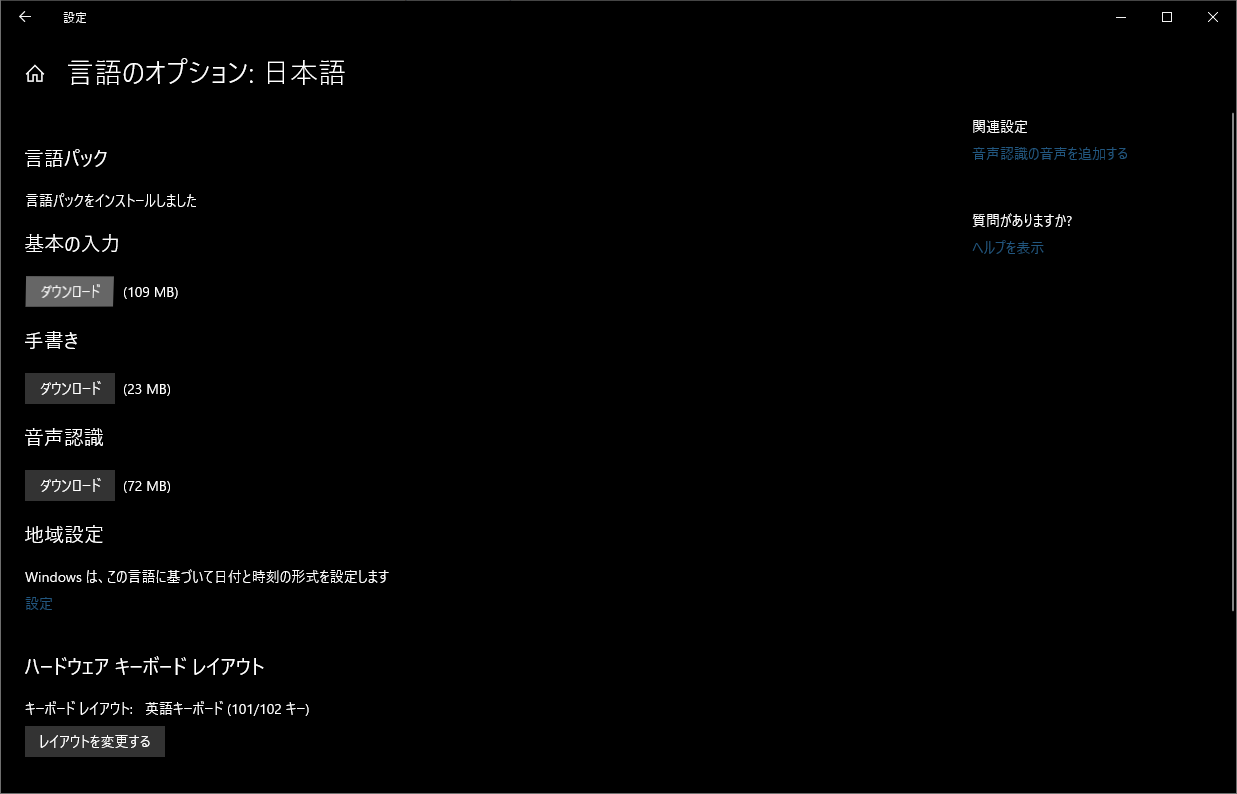 設定
言語のオプション: 日本語
言語パック
言語パックをインストールしました
基本の入力
ダウンロード (109 MB)
手書き
ダウンロード (23 MB)
音声認識
ダウンロード (72 MB)
地域設定
Windows は、この言語に基づいて日付と時刻の形式を設定します
設定
ハードウェア キーボード レイアウト
キーボード レイアウト: 英語キーボード (101/102 キー)
レイアウトを変更する
関連設定
音声認識の音声を追加する
質問がありますか?
ヘルプを表示